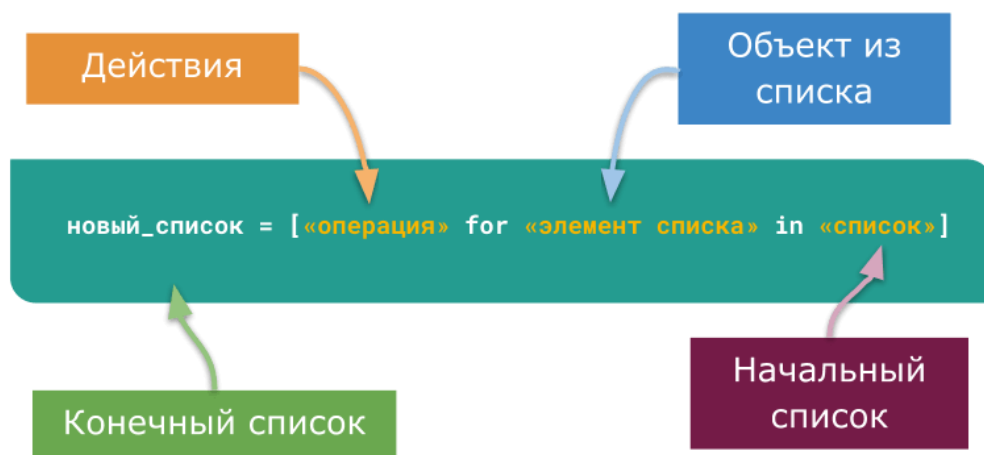 Действия
Объект из
списка
новый_список = [«операция» for «элемент списка» in «список»]
Конечный список
Начальный
список